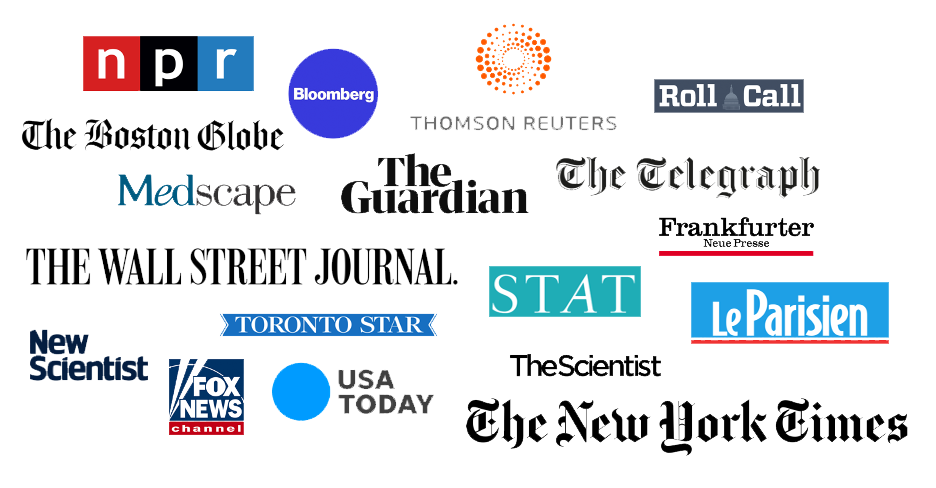 npr
Bloomberg
THOMSON REUTERS
Roll Call
The Boston Globe
Medscape
The
Guardian
The Telegraph
Frankfurter
Neue Presse
THE WALL STREET JOURNAL.
STAT
Le Parisien
TORONTO STAR
New
Scientist
FOX
NEWS
channel
USA
TODAY
TheScientist
The New York Times